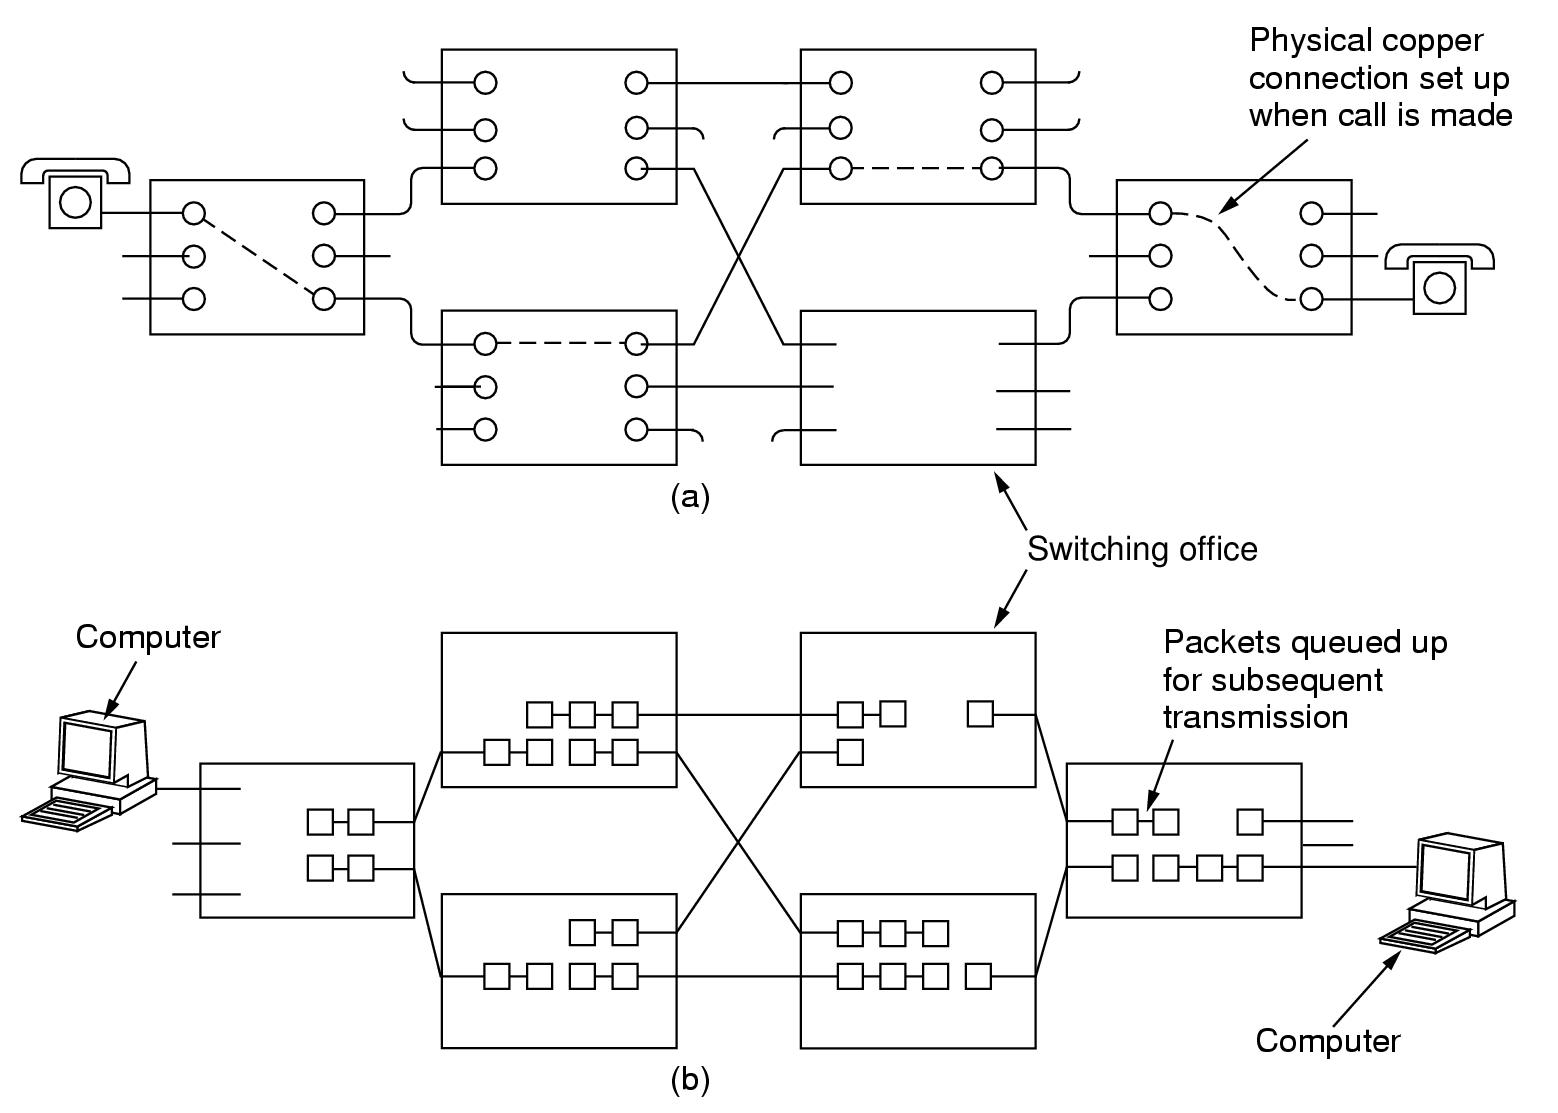 Physical copper
connection set up
when call is made
(a)
Switching office
Computer
Packets queued up
for subsequent
transmission
Computer
(b)